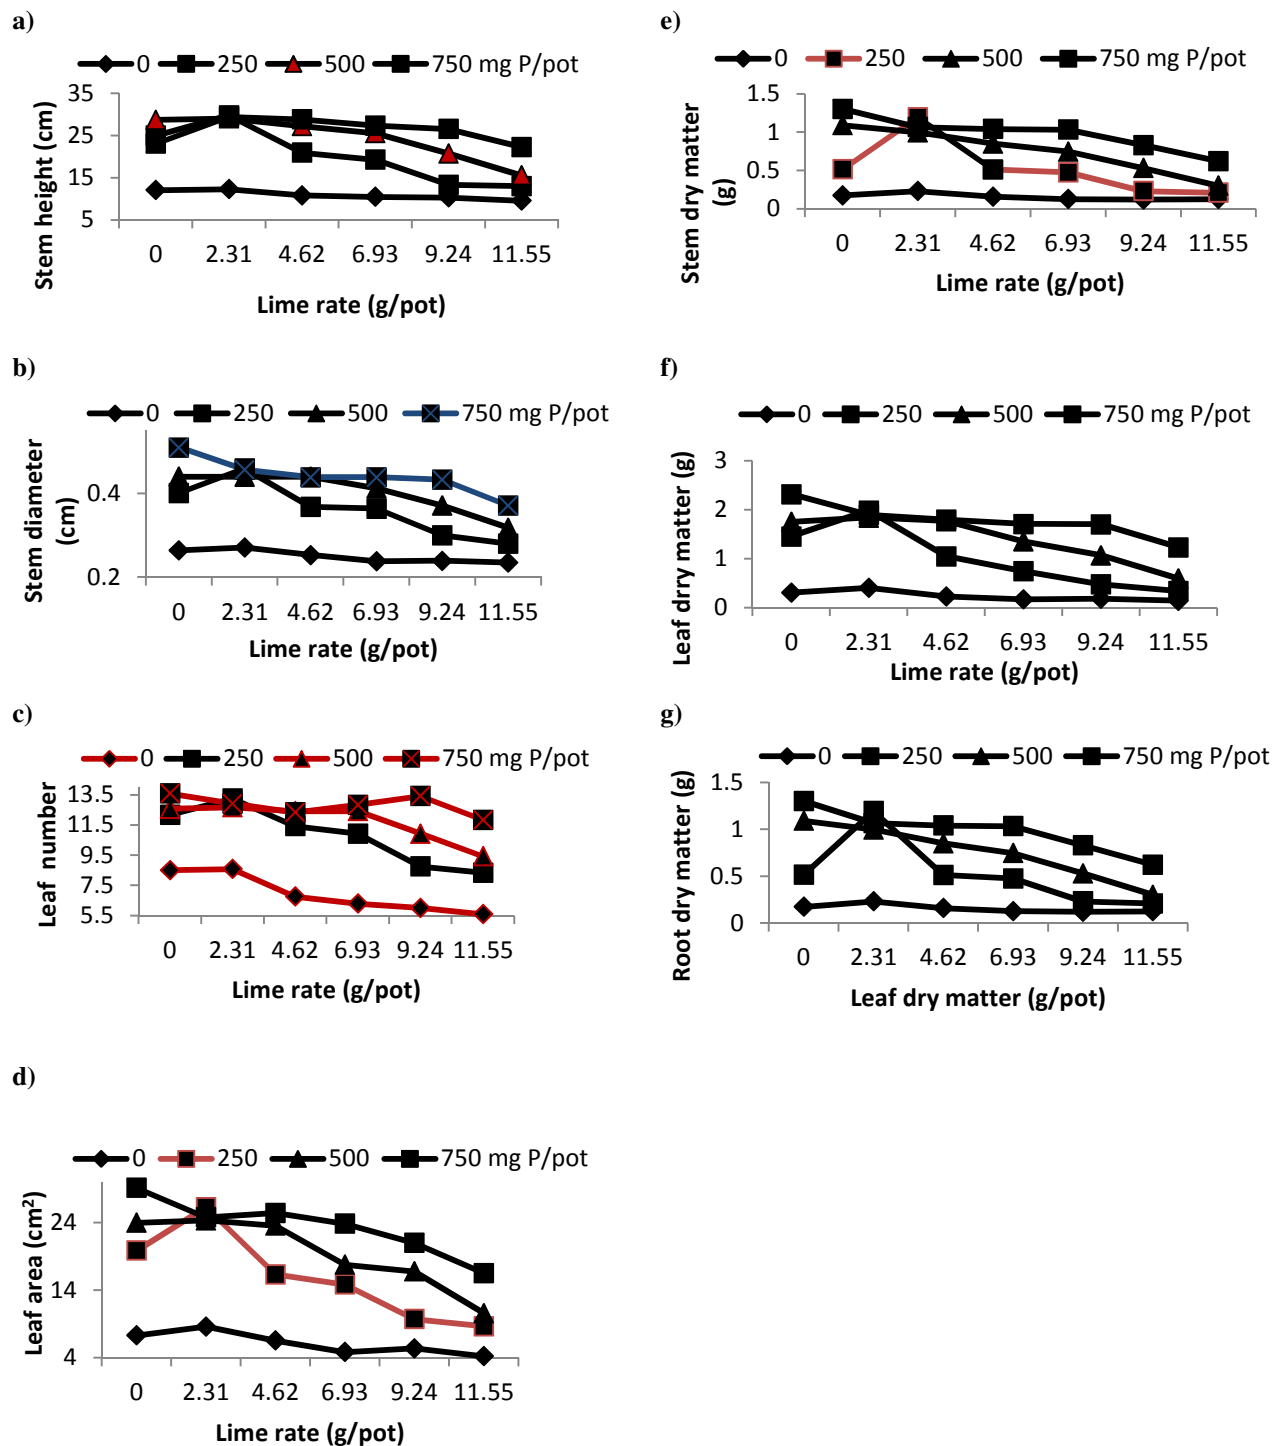 a)
0 250 500 750 mg P/pot
35
25
15
5
Stem height (cm)
0 2.31 4.62 6.93 9.24 11.55
Lime rate (g/pot)
b)
0 250 500 750 mg P/pot
0.4
0.2
Stem diameter
(cm)
0 2.31 4.62 6.93 9.24 11.55
Lime rate (g/pot)
c)
0 250 500 750 mg P/pot
13.5
11.5
9.5
7.5
5.5
Leaf number
0 2.31 4.62 6.93 9.24 11.55
Lime rate (g/pot)
d)
0 250 500 750 mg P/pot
24
14
4
Leaf area (cm²)
0 2.31 4.62 6.93 9.24 11.55
Lime rate (g/pot)
e)
0 250 500 750 mg P/pot
1.5
1
0.5
0
Stem dry matter
(g)
0 2.31 4.62 6.93 9.24 11.55
Lime rate (g/pot)
f)
0 250 500 750 mg P/pot
3
2
1
0
Leaf drry matter (g)
0 2.31 4.62 6.93 9.24 11.55
Lime rate (g/pot)
g)
0 250 500 750 mg P/pot
1.5
1
0.5
0
Root dry matter (g)
0 2.31 4.62 6.93 9.24 11.55
Leaf dry matter (g/pot)